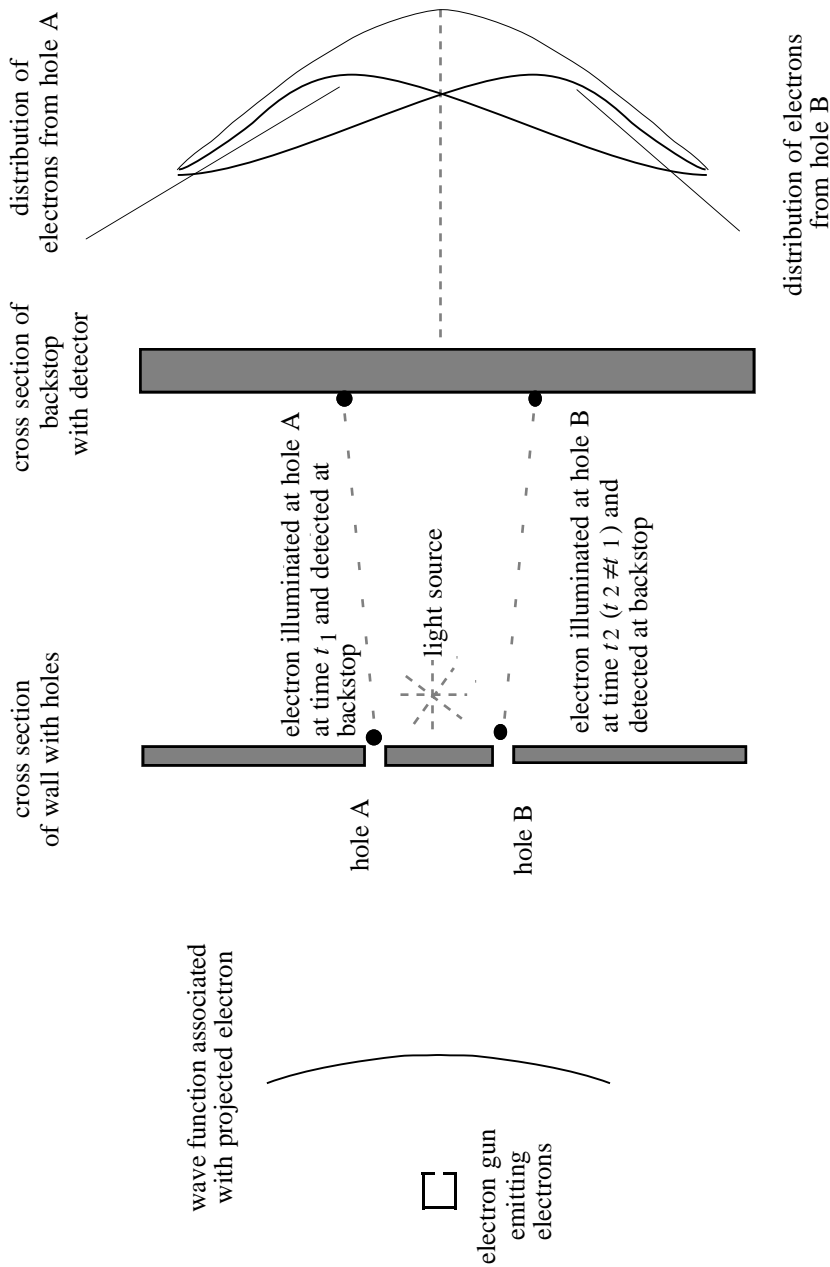 wave function associated
with projected electron
electron gun
emitting
electrons
cross section
of wall with holes
hole A
hole B
electron illuminated at hole A
at time t1 and detected at
backstop
light source
electron illuminated at hole B
at time t2 (t2≠t1) and
detected at backstop
cross section of
backstop
with detector
distribution of
electrons from hole A
distribution of electrons
from hole B